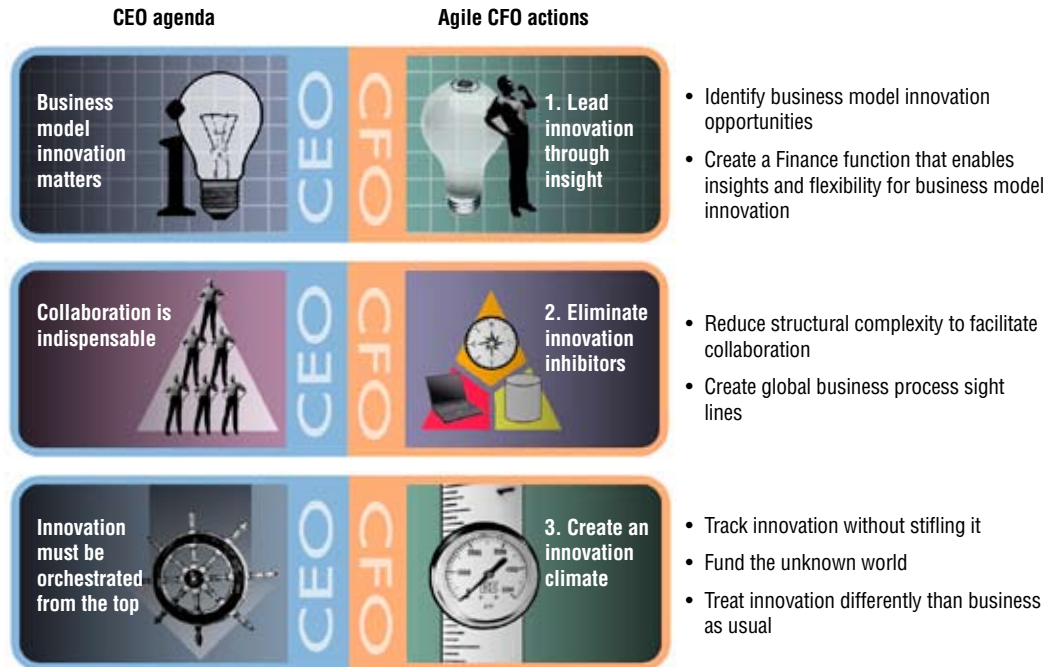 CEO agenda
Agile CFO actions
Business
model
innovation
matters
CEO
CFO
1. Lead
innovation
through
insight
• Identify business model innovation
opportunities
• Create a Finance function that enables
insights and flexibility for business model
innovation
Collaboration is
indispensable
CEO
CFO
2. Eliminate
innovation
inhibitors
• Reduce structural complexity to facilitate
collaboration
• Create global business process sight
lines
Innovation
must be
orchestrated
from the top
CEO
CFO
3. Create an
innovation
climate
• Track innovation without stifling it
• Fund the unknown world
• Treat innovation differently than business
as usual